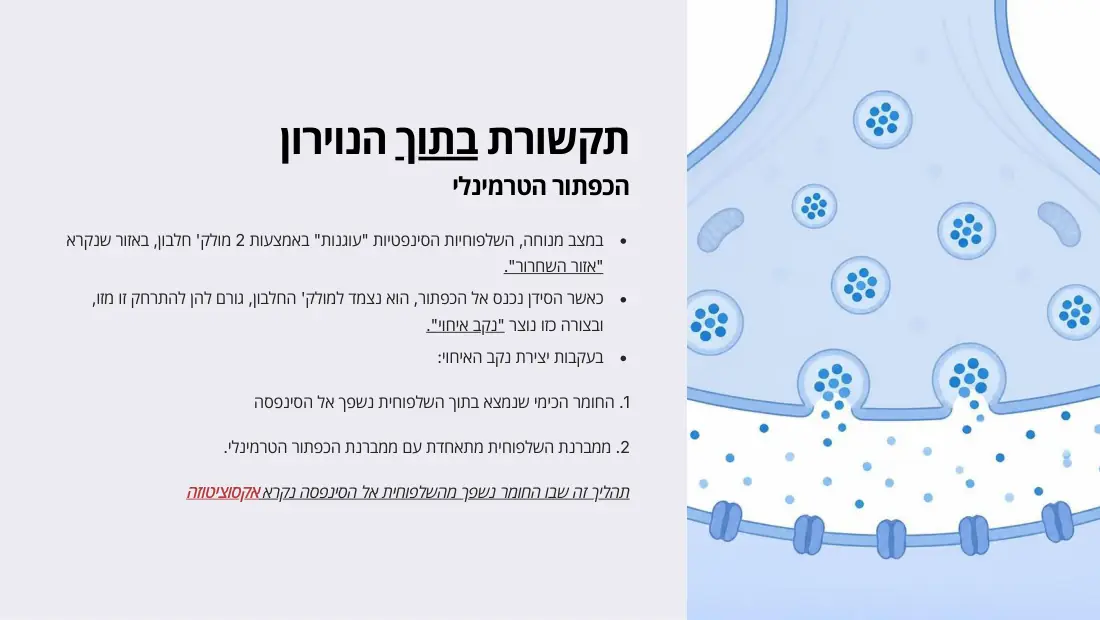 תקשורת בתוך הנוירון
הכפתור הטרמינלי
• במצב מנוחה, השלפוחיות הסינפטיות "עוגנות" באמצעות 2 מולק' חלבון, באזור שנקרא
"אזור השחרור".
• כאשר הסידן נכנס אל הכפתור, הוא נצמד למולק' החלבון, גורם להן להתרחק זו מזו,
ובצורה כזו נוצר "נקב איחוי".
• בעקבות יצירת נקב האיחוי:
1. החומר הכימי שנמצא בתוך השלפוחית נשפך אל הסינפסה
2. ממברנת השלפוחית מתאחדת עם ממברנת הכפתור הטרמינלי.
תהליך זה שבו החומר נשפך מהשלפוחית אל הסינפסה נקרא אקסוציטוזה